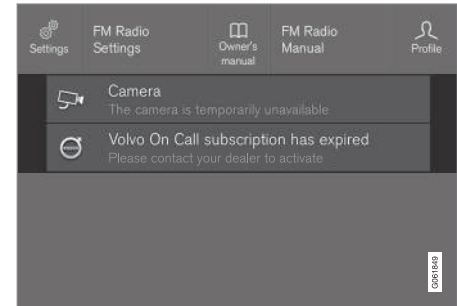 Settings
FM Radio
Settings
Owner's
manual
FM Radio
Manual
Profile
Camera
The camera is temporarily unavailable
Volvo On Call subscription has expired
Please contact your dealer to activate
G061849